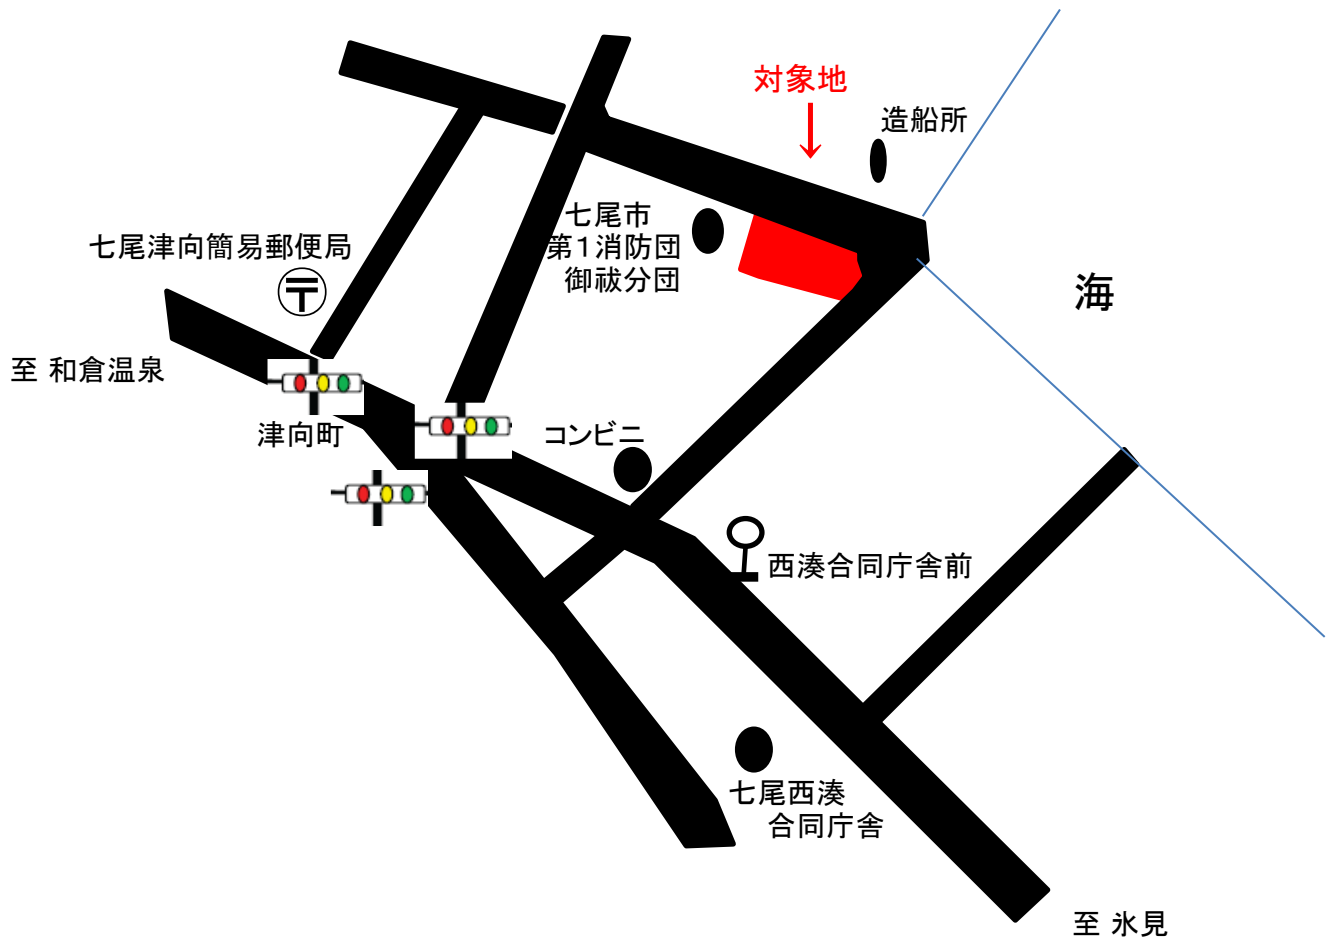 対象地
造船所
七尾市
第1消防団
御祓分団
七尾津向簡易郵便局
〒
海
至 和倉温泉
津向町
コンビニ
西湊合同庁舎前
七尾西湊
合同庁舎
至 氷見